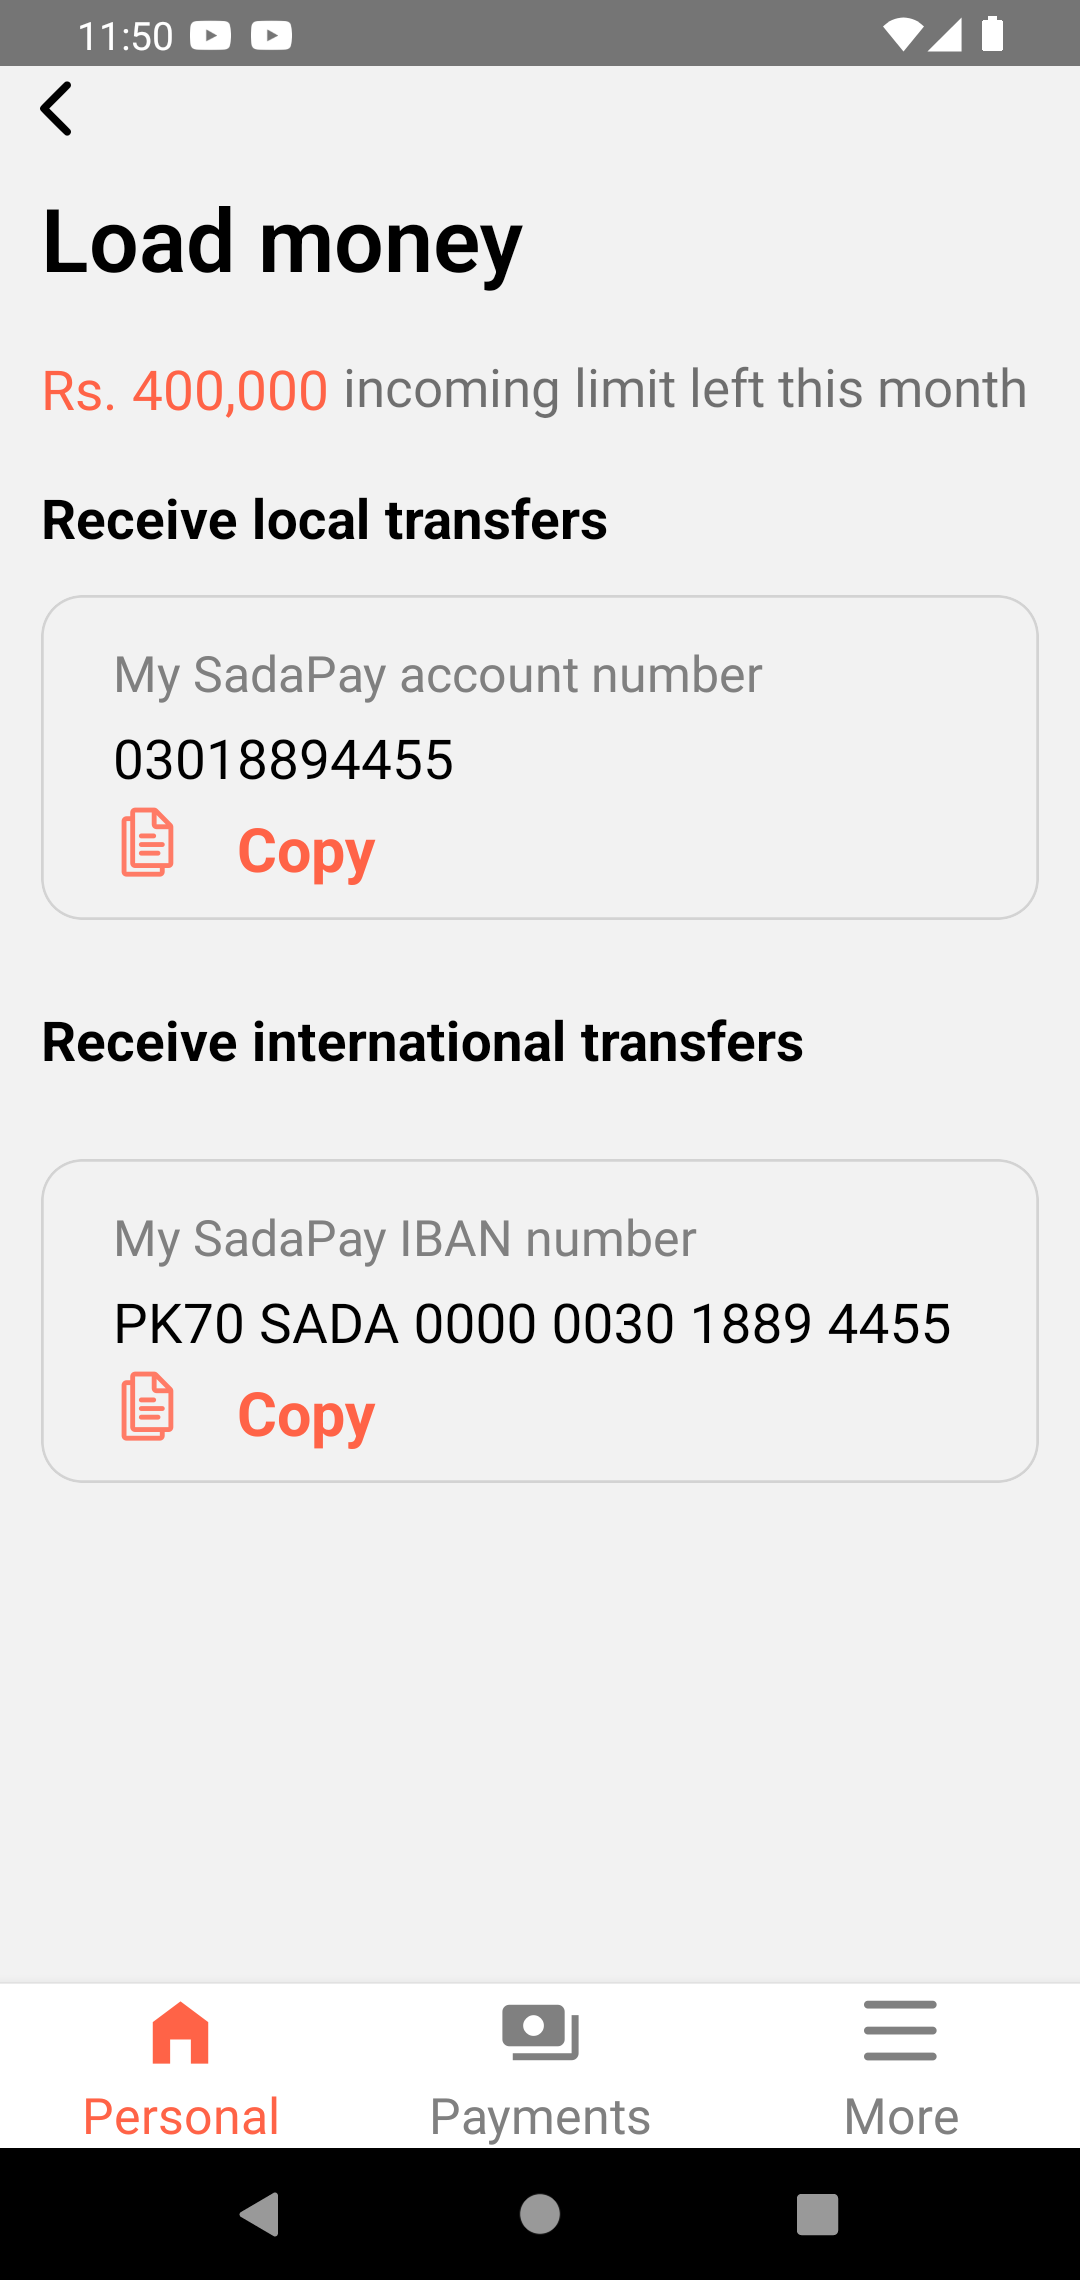 11:50
Load money
Rs. 400,000 incoming limit left this month
Receive local transfers
My SadaPay account number
03018894455
Copy
Receive international transfers
My SadaPay IBAN number
PK70 SADA 0000 0030 1889 4455
Copy
Personal Payments More